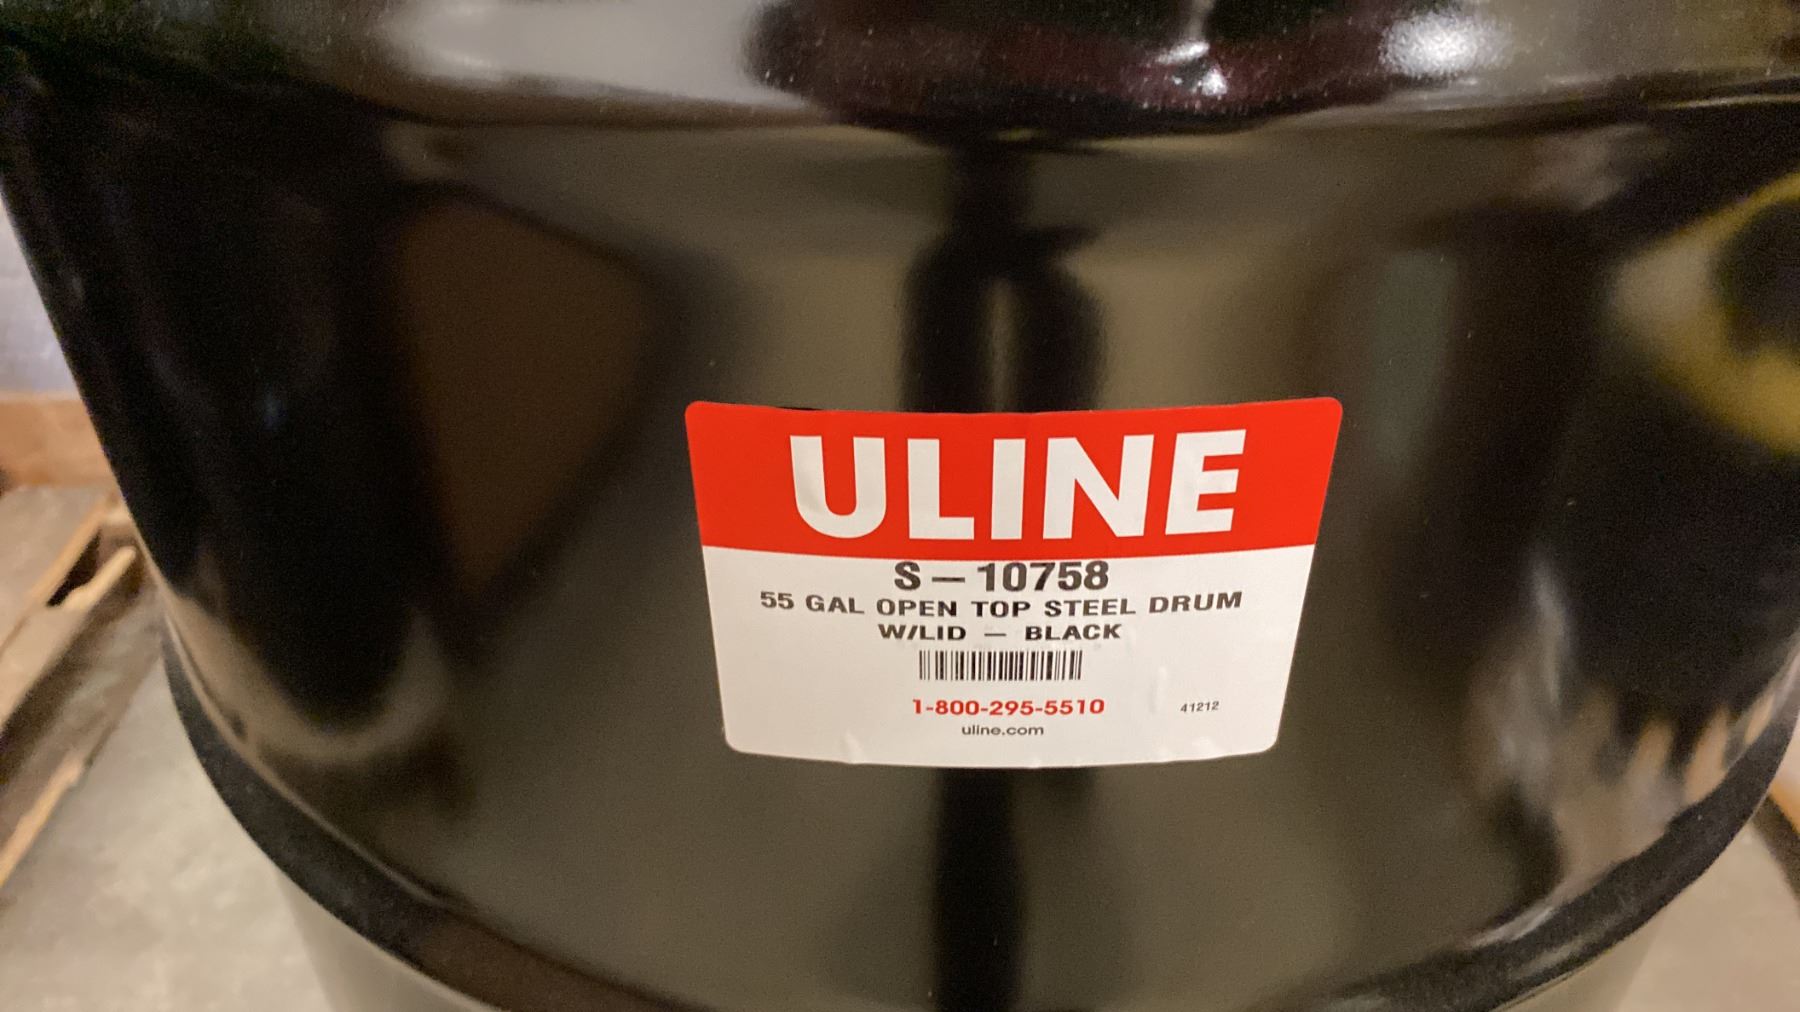 ULINE
S – 10758
55 GAL OPEN TOP STEEL DRUM
W/LID – BLACK
1-800-295-5510 41212
uline.com